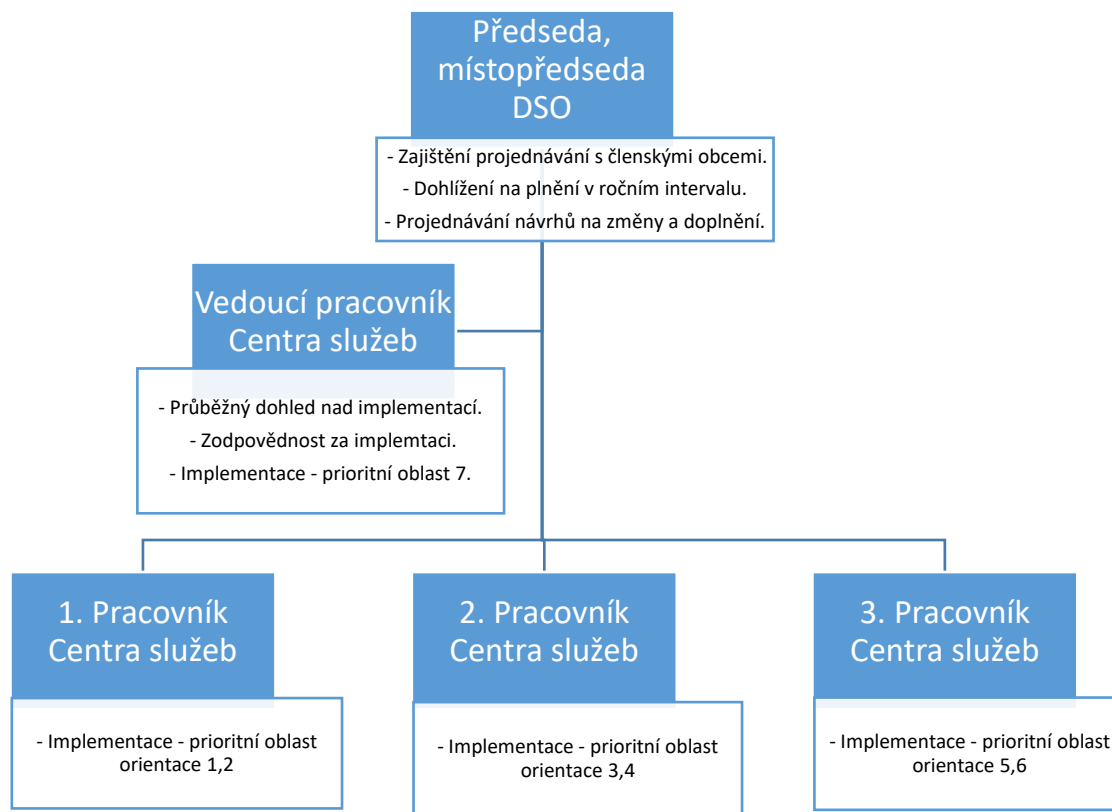 Předseda,
místopředseda
DSO
- Zajištění projednávání s členskými obcemi.
- Dohlížení na plnění v ročním intervalu.
- Projednávání návrhů na změny a doplnění.
Vedoucí pracovník
Centra služeb
- Průběžný dohled nad implementací.
- Zodpovědnost za implemtaci.
- Implementace - prioritní oblast 7.
1. Pracovník
Centra služeb
- Implementace - prioritní oblast
orientace 1,2
2. Pracovník
Centra služeb
- Implementace - prioritní oblast
orientace 3,4
3. Pracovník
Centra služeb
- Implementace - prioritní oblast
orientace 5,6